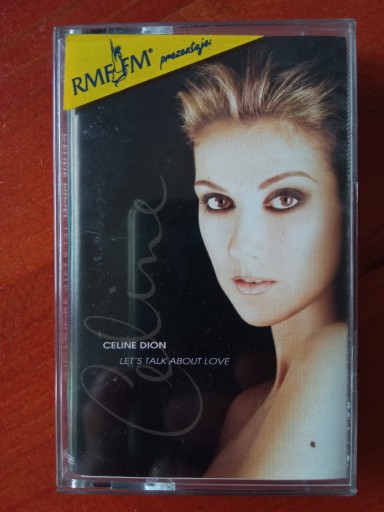 RMF FM® prezentuje:
Celine
CELINE DION
LET'S TALK ABOUT LOVE